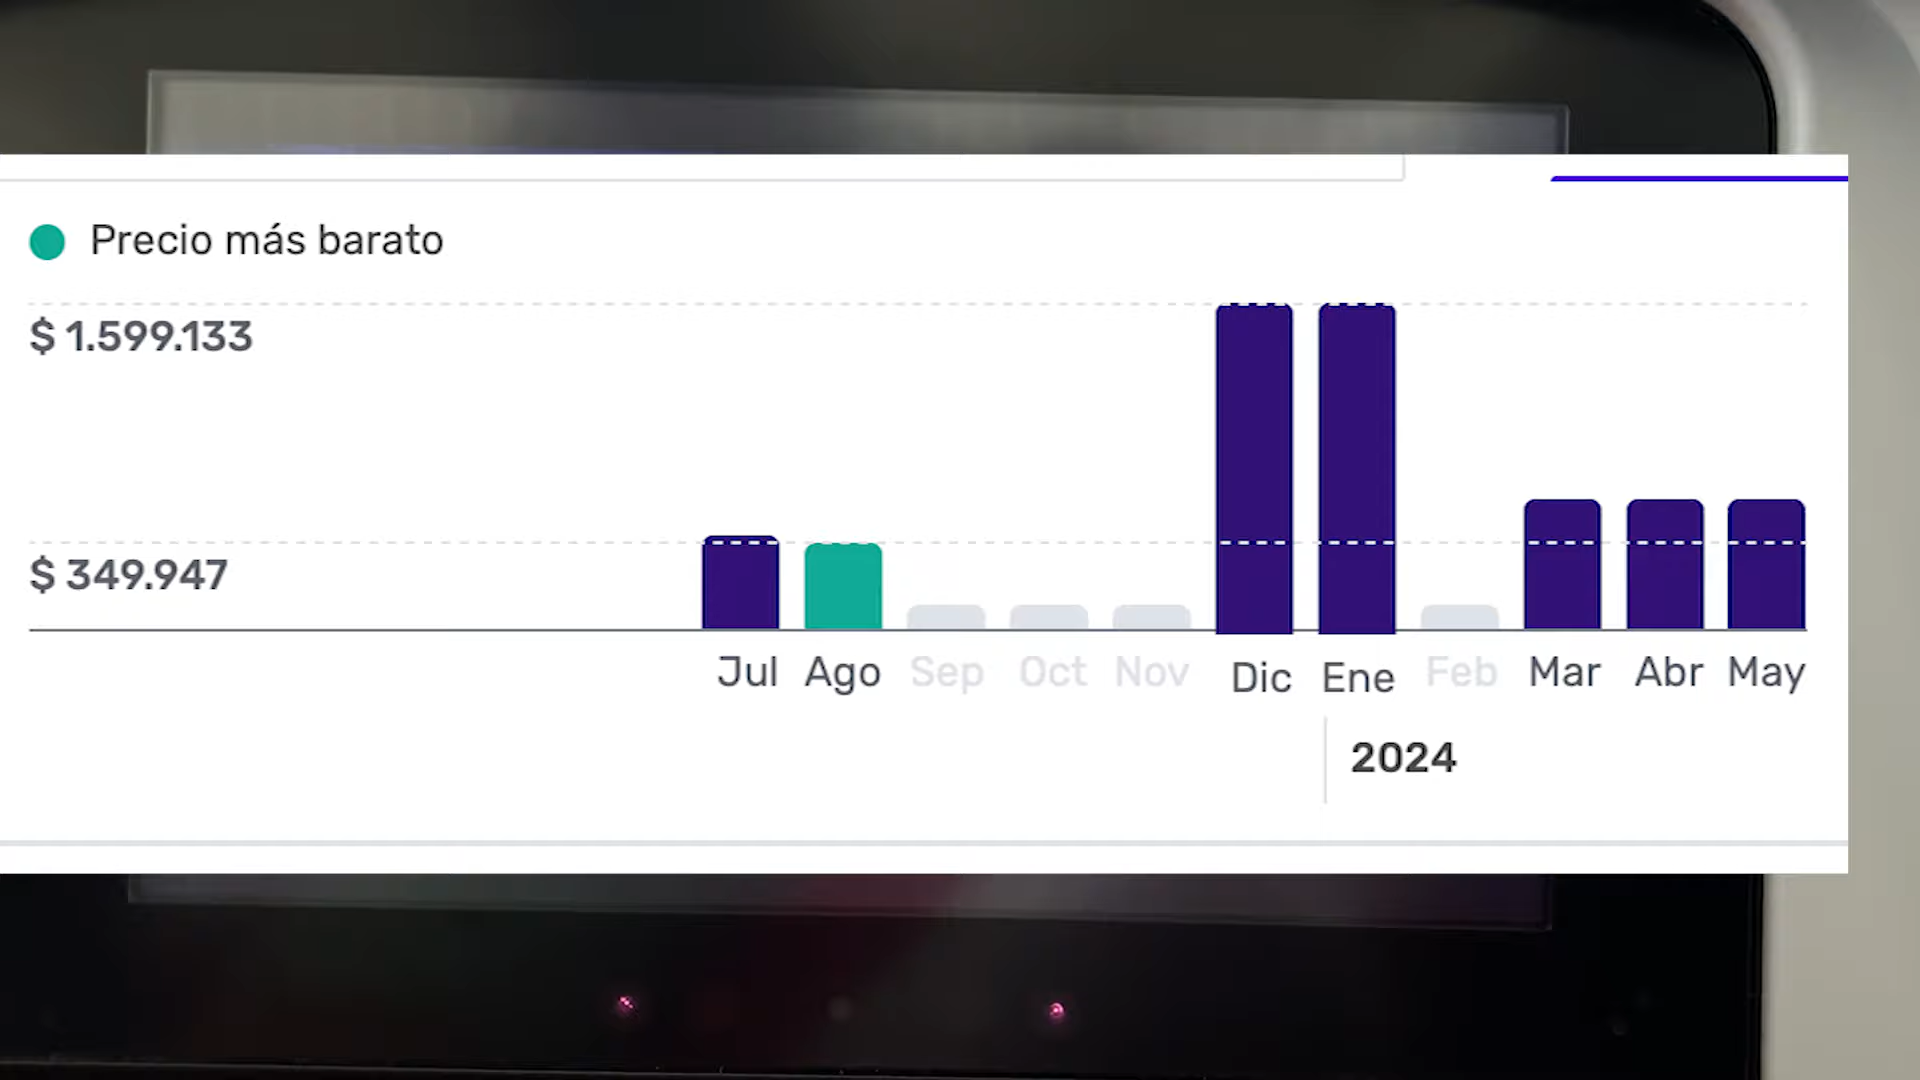 Precio más barato
$ 1.599.133
$ 349.947
Jul Ago Sep Oct Nov Dic Ene Feb Mar Abr May
2024